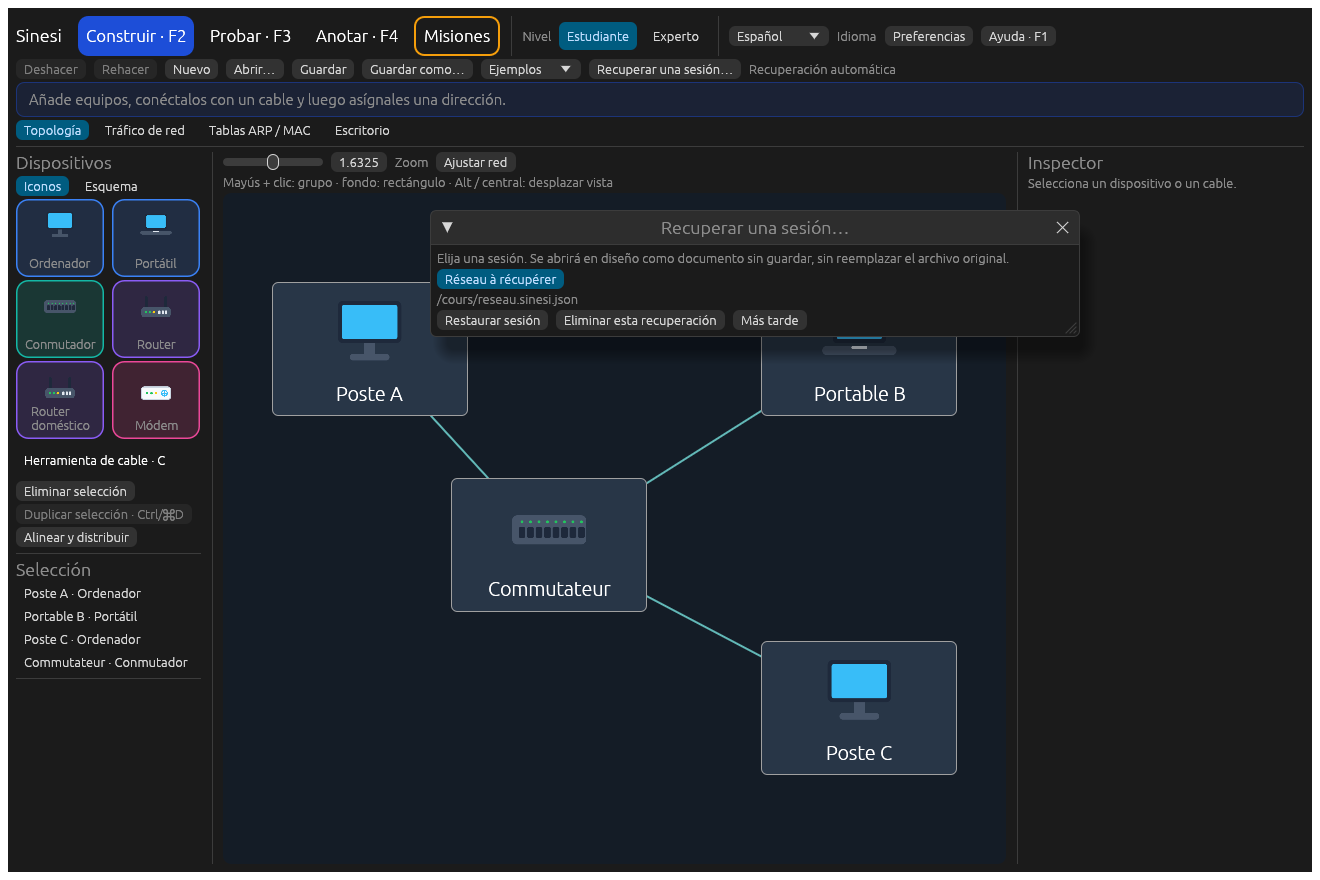 Sinesi Construir · F2 Probar · F3 Anotar · F4 Misiones Nivel Estudiante Experto Español Idioma Preferencias Ayuda · F1
Deshacer Rehacer Nuevo Abrir… Guardar Guardar como… Ejemplos Recuperar una sesión… Recuperación automática
Añade equipos, conéctalos con un cable y luego asígnales una dirección.
Topología Tráfico de red Tablas ARP / MAC Escritorio
Dispositivos
Iconos Esquema
Ordenador Portátil
Conmutador Router
Router doméstico Módem
Herramienta de cable · C
Eliminar selección
Duplicar selección · Ctrl/⌘D
Alinear y distribuir
Selección
Poste A · Ordenador
Portable B · Portátil
Poste C · Ordenador
Commutateur · Conmutador
1.6325 Zoom Ajustar red
Mayús + clic: grupo · fondo: rectángulo · Alt / central: desplazar vista
Recuperar una sesión…
Elija una sesión. Se abrirá en diseño como documento sin guardar, sin reemplazar el archivo original.
Réseau à récupérer
/cours/reseau.sinesi.json
Restaurar sesión Eliminar esta recuperación Más tarde
Poste A
Portable B
Commutateur
Poste C
Inspector
Selecciona un dispositivo o un cable.